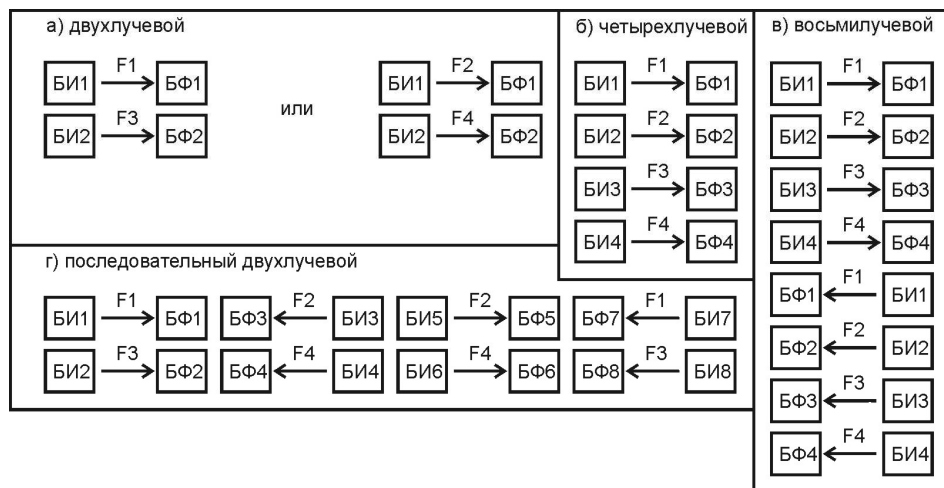 а) двухлучевой
F1
БИ1 БФ1
F3
БИ2 БФ2
или
F2
БИ1 БФ1
F4
БИ2 БФ2
б) четырехлучевой
F1
БИ1 БФ1
F2
БИ2 БФ2
F3
БИ3 БФ3
F4
БИ4 БФ4
в) восьмилучевой
F1
БИ1 БФ1
F2
БИ2 БФ2
F3
БИ3 БФ3
F4
БИ4 БФ4
F1
БФ1 БИ1
F2
БФ2 БИ2
F3
БФ3 БИ3
F4
БФ4 БИ4
г) последовательный двухлучевой
F1 F2 F2 F1
БИ1 БФ1 БФ3 БИ3 БИ5 БФ5 БФ7 БИ7
F3 F4 F4 F3
БИ2 БФ2 БФ4 БИ4 БИ6 БФ6 БФ8 БИ8